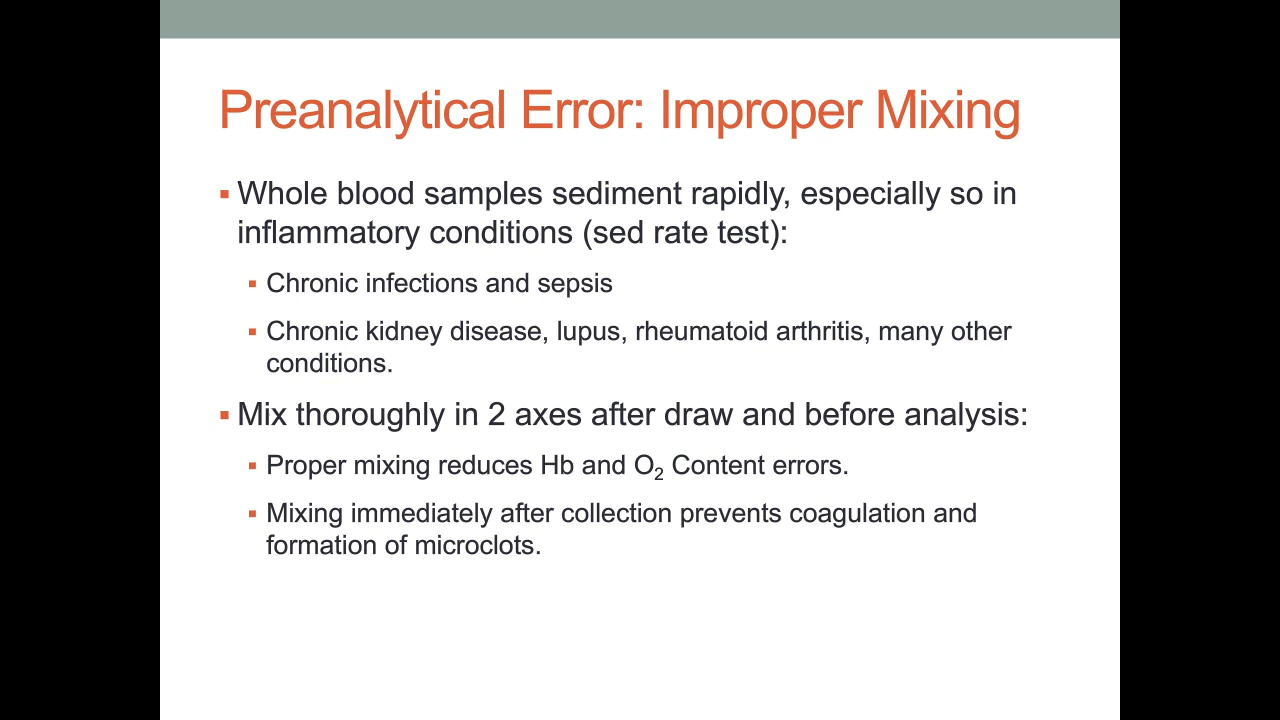 Preanalytical Error: Improper Mixing
▪ Whole blood samples sediment rapidly, especially so in
inflammatory conditions (sed rate test):
▪ Chronic infections and sepsis
▪ Chronic kidney disease, lupus, rheumatoid arthritis, many other
conditions.
▪ Mix thoroughly in 2 axes after draw and before analysis:
▪ Proper mixing reduces Hb and O₂ Content errors.
▪ Mixing immediately after collection prevents coagulation and
formation of microclots.